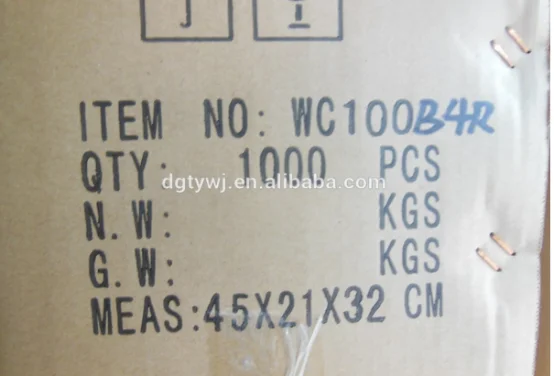 ITEM NO: WC100B4R
QTY: 1000 PCS
dgtywj.en.alibaba.com
N.W: KGS
G.W: KGS
MEAS:45X21X32 CM